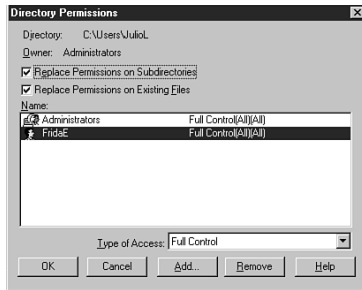 Directory Permissions
Directory: C:\Users\JulioL
Owner: Administrators
Replace Permissions on Subdirectories
Replace Permissions on Existing Files
Name:
Administrators Full Control(All)(All)
FridaE Full Control(All)(All)
Type of Access: Full Control
OK Cancel Add... Remove Help